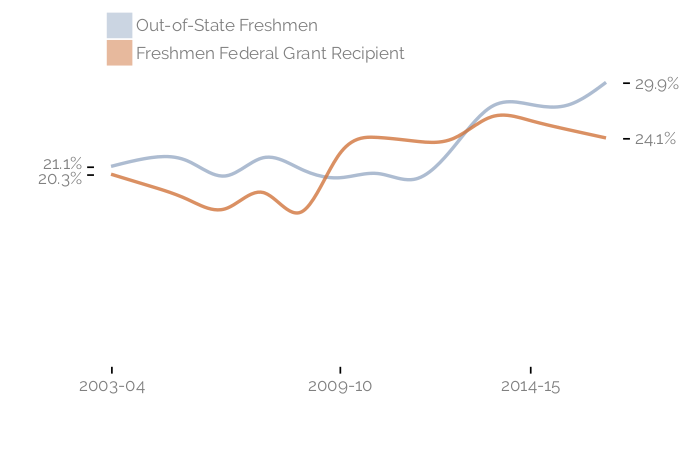 Out-of-State Freshmen
Freshmen Federal Grant Recipient
29.9%
24.1%
21.1%
20.3%
2003-04 2009-10 2014-15